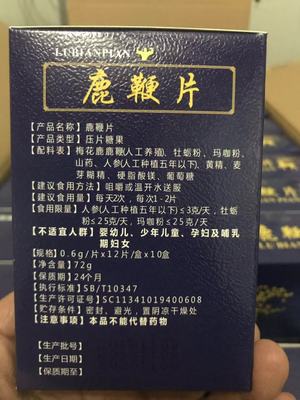 LUBIANPIAN
鹿鞭片
【产品名称】鹿鞭片
【产品类型】压片糖果
【配料表】梅花鹿鹿鞭(人工养殖)、牡蛎粉、玛咖粉、
山药、人参(人工种植五年以下)、黄精、麦
芽糊精、硬脂酸镁、葡萄糖
【建议食用方法】咀嚼或温开水送服
【建议食用量】每天2次,每次1-2片
【食用限量】人参(人工种植五年以下)≤3克/天,牡蛎
粉≤25克/天,玛咖粉≤25克/天
【不适宜人群】婴幼儿、少年儿童、孕妇及哺乳
期妇女
【规格】0.6g/片×12片/盒×10盒
【净含量】72g
【保质期】24个月
【执行标准】SB/T10347
【生产许可证号】SC11341019400608
【贮存条件】密封、避光,置阴凉干燥处
【注意事项】本品不能代替药物
【生产批号】
【生产日期】
【保质期至】